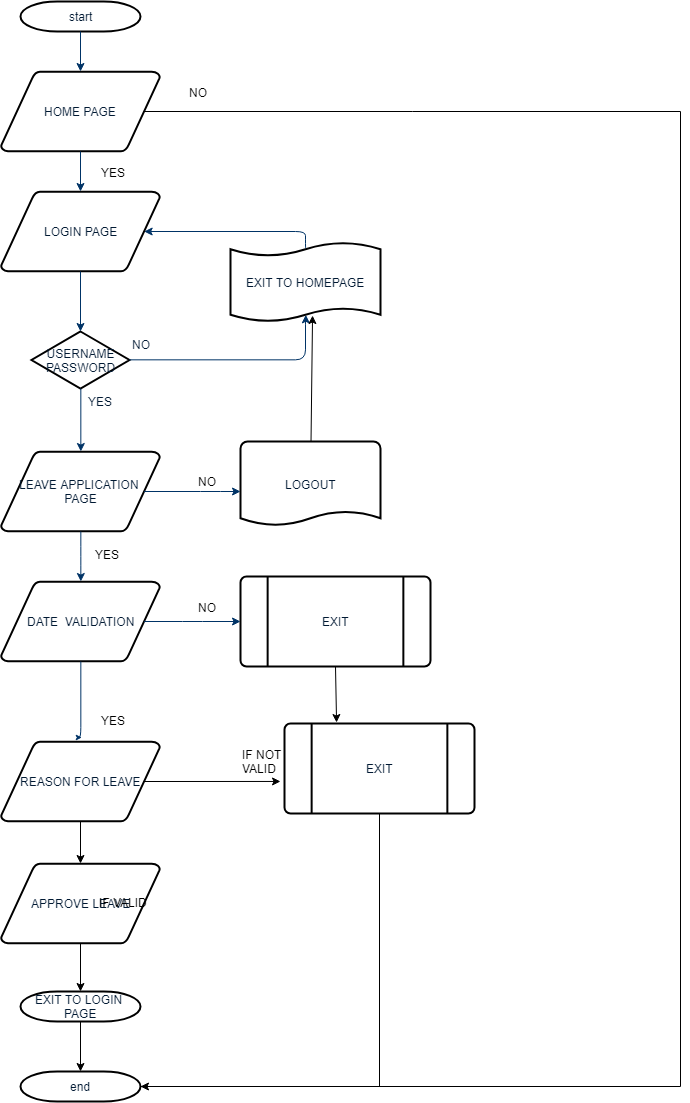 start
NO
HOME PAGE
YES
LOGIN PAGE
EXIT TO HOMEPAGE
NO
USERNAME
PASSWORD
YES
LEAVE APPLICATION
PAGE
NO
LOGOUT
YES
DATE VALIDATION
NO
EXIT
YES
REASON FOR LEAVE
IF NOT
VALID
EXIT
APPROVE LEAVE
IF VALID
EXIT TO LOGIN
PAGE
end